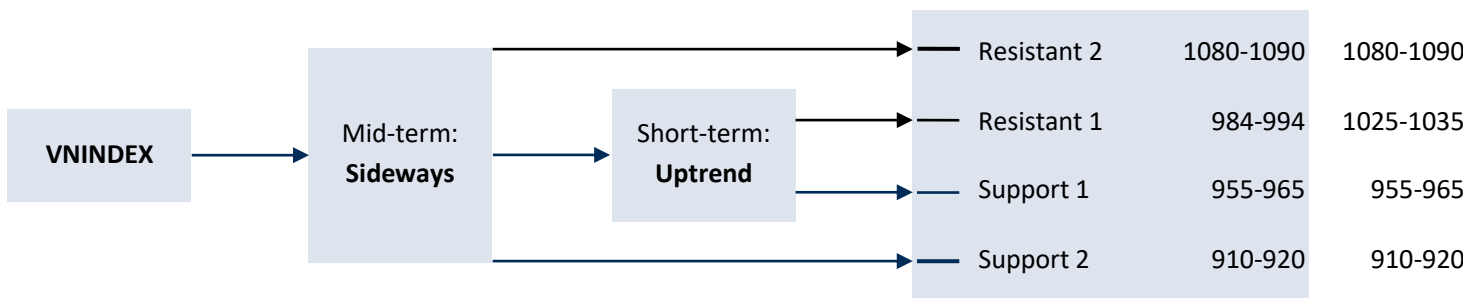 VNINDEX
Mid-term:
Sideways
Short-term:
Uptrend
Resistant 2 1080-1090 1080-1090
Resistant 1 984-994 1025-1035
Support 1 955-965 955-965
Support 2 910-920 910-920